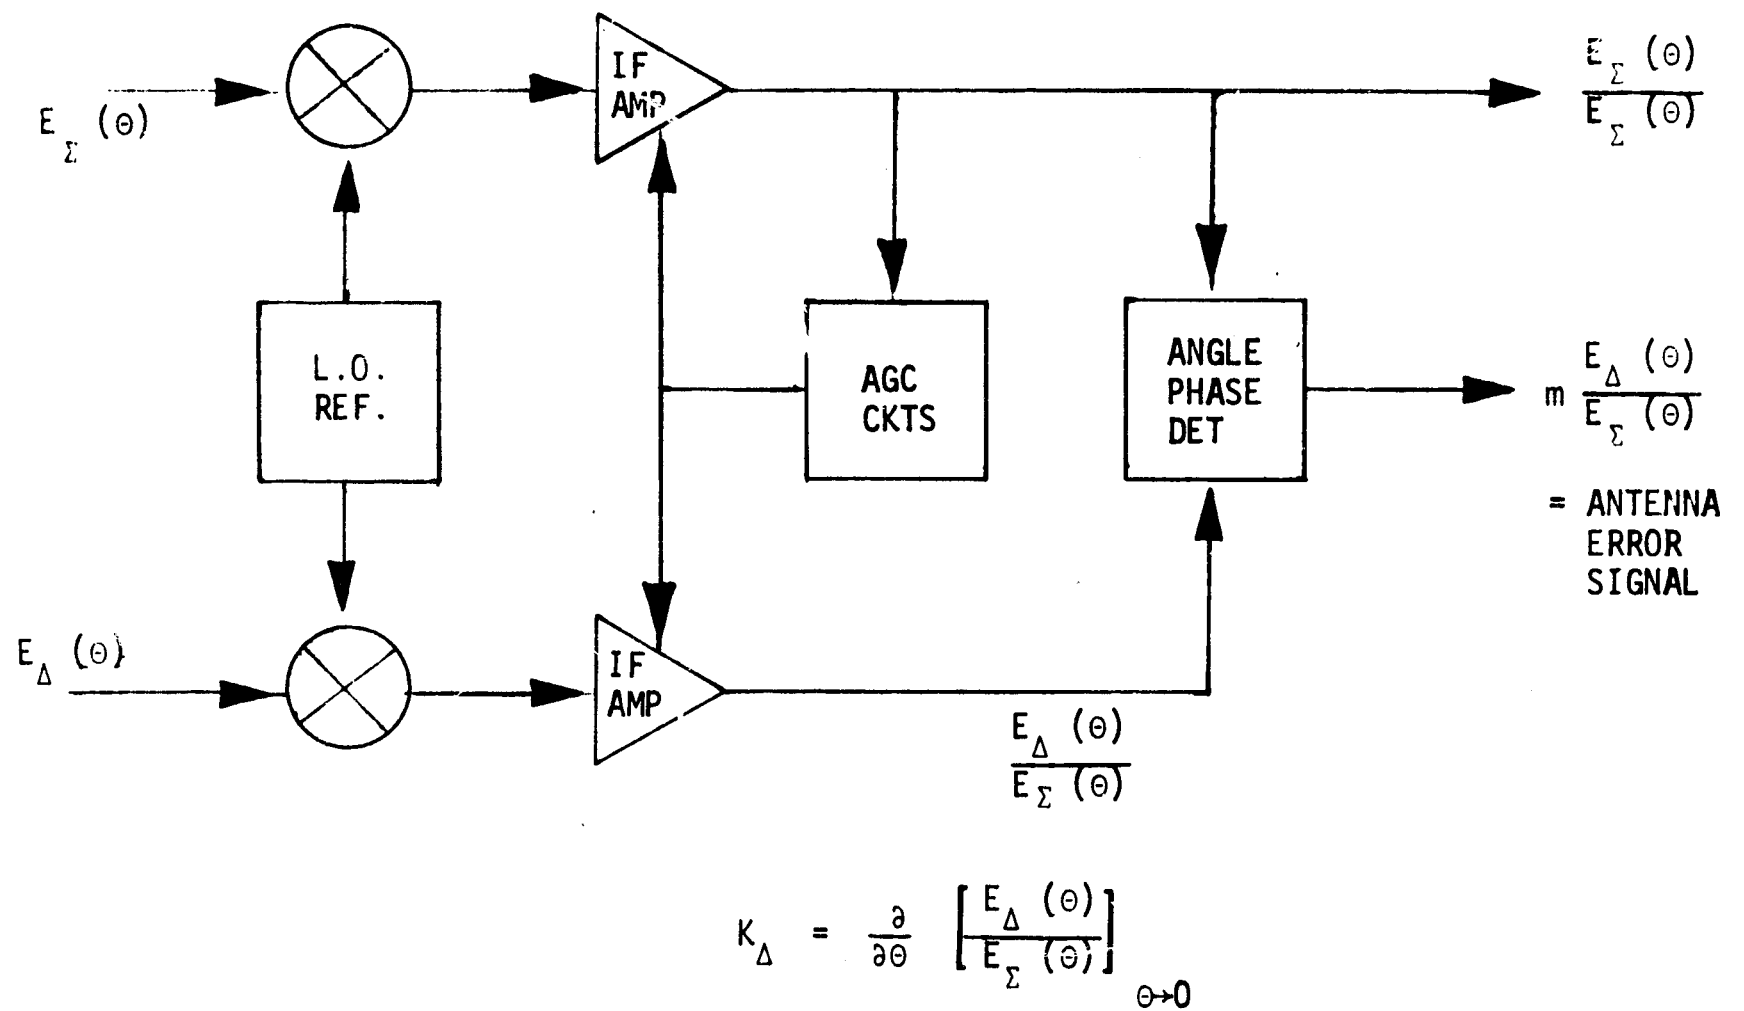 E_Σ (Θ)
IF
AMP
E_Σ (Θ)
E_Σ (Θ)
L.O.
REF.
AGC
CKTS
ANGLE
PHASE
DET
m E_Δ (Θ)
E_Σ (Θ)
= ANTENNA
ERROR
SIGNAL
E_Δ (Θ)
IF
AMP
E_Δ (Θ)
E_Σ (Θ)
K_Δ = ∂/∂Θ [E_Δ (Θ) / E_Σ (Θ)] Θ→0